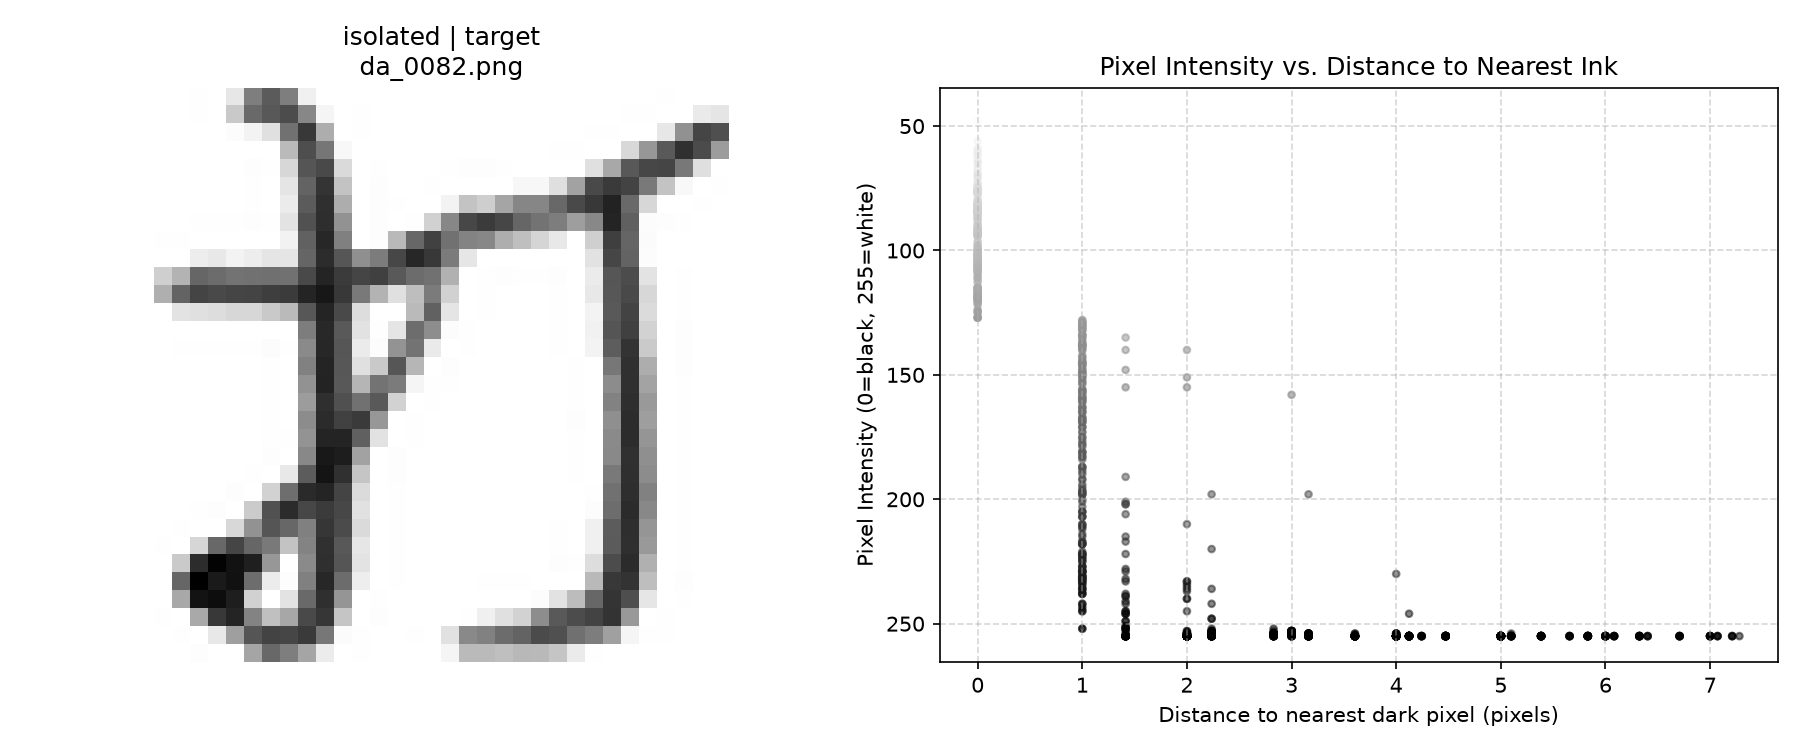 isolated | target
da_0082.png
打
Pixel Intensity vs. Distance to Nearest Ink
Pixel Intensity (0=black, 255=white)
50
100
150
200
250
0 1 2 3 4 5 6 7
Distance to nearest dark pixel (pixels)